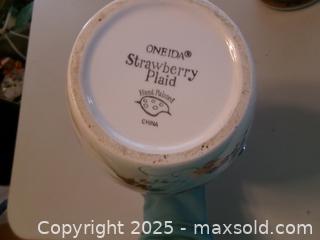 ONEIDA®
Strawberry
Plaid
Hand Painted
CHINA
Copyright © 2025 - maxsold.com